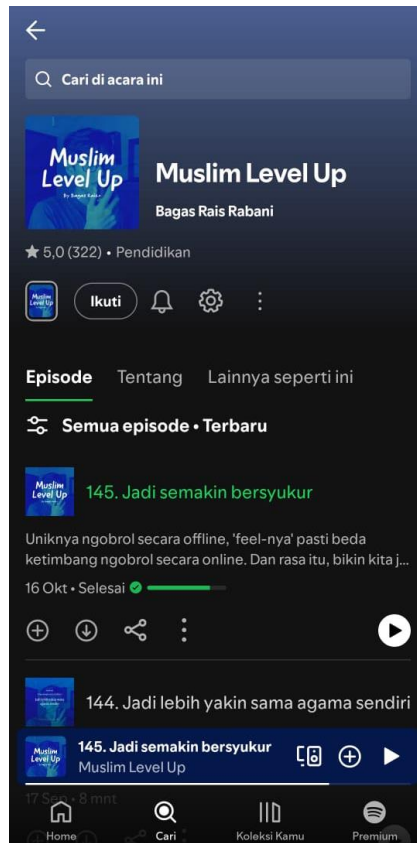 Cari di acara ini
Muslim
Level Up
Muslim Level Up
Bagas Rais Rabani
5,0 (322) • Pendidikan
Muslim
Level Up
Ikuti
Episode Tentang Lainnya seperti ini
Semua episode • Terbaru
Muslim
Level Up
145. Jadi semakin bersyukur
Uniknya ngobrol secara offline, 'feel-nya' pasti beda
ketimbang ngobrol secara online. Dan rasa itu, bikin kita j...
16 Okt • Selesai
144. Jadi lebih yakin sama agama sendiri
Muslim
Level Up
145. Jadi semakin bersyukur
Muslim Level Up
17 Sep • 8 mnt
Home Cari Koleksi Kamu Premium